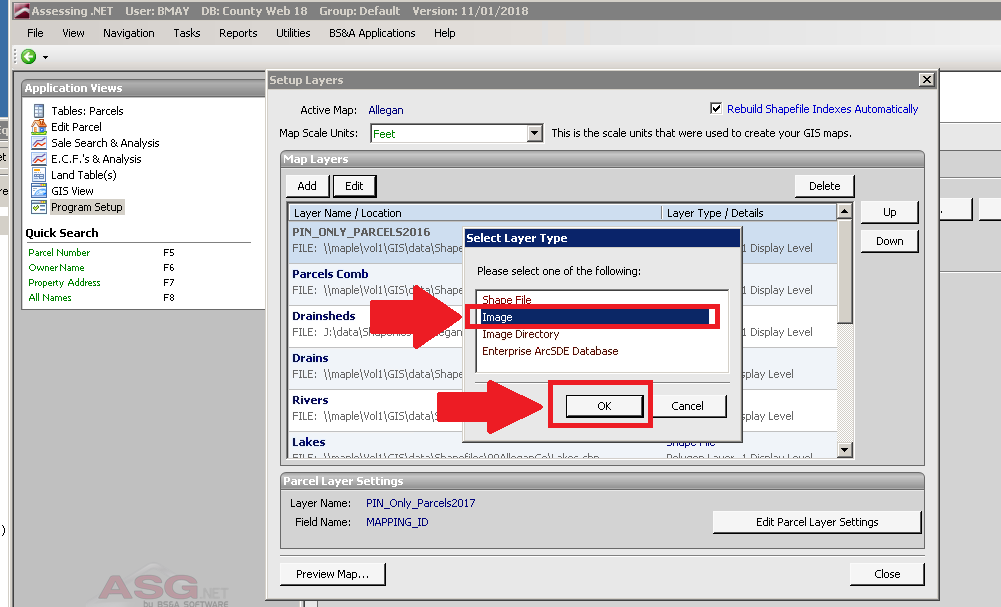 Assessing .NET User: BMAY DB: County Web 18 Group: Default Version: 11/01/2018
File View Navigation Tasks Reports Utilities BS&A Applications Help
Application Views
Tables: Parcels
Edit Parcel
Sale Search & Analysis
E.C.F.'s & Analysis
Land Table(s)
GIS View
Program Setup
Quick Search
Parcel Number F5
Owner Name F6
Property Address F7
All Names F8
Setup Layers
Active Map: Allegan
Rebuild Shapefile Indexes Automatically
Map Scale Units: Feet This is the scale units that were used to create your GIS maps.
Map Layers
Add Edit Delete
Layer Name / Location Layer Type / Details
Up
Down
PIN_ONLY_PARCELS2016
FILE: \\maple\Vol1\GIS\data\Shape 1 Display Level
Parcels Comb
FILE: \\maple\Vol1\GIS\data\Shape 1 Display Level
Drainsheds
FILE: J:\data\ 1 Display Level
Drains
FILE: \\maple\Vol1\GIS\data\Shape splay Level
Rivers
FILE: \\maple\Vol1\GIS\data\Shape splay Level
Lakes Shape File
FILE: \\maple\Vol1\GIS\data\Shapefiles\00AlleganCo\Lakes.shp Polygon Layer 1 Display Level
Select Layer Type
Please select one of the following:
Shape File
Image
Image Directory
Enterprise ArcSDE Database
OK Cancel
Parcel Layer Settings
Layer Name: PIN_Only_Parcels2017
Field Name: MAPPING_ID
Edit Parcel Layer Settings
Preview Map... Close
ASG.NET
by BS&A SOFTWARE